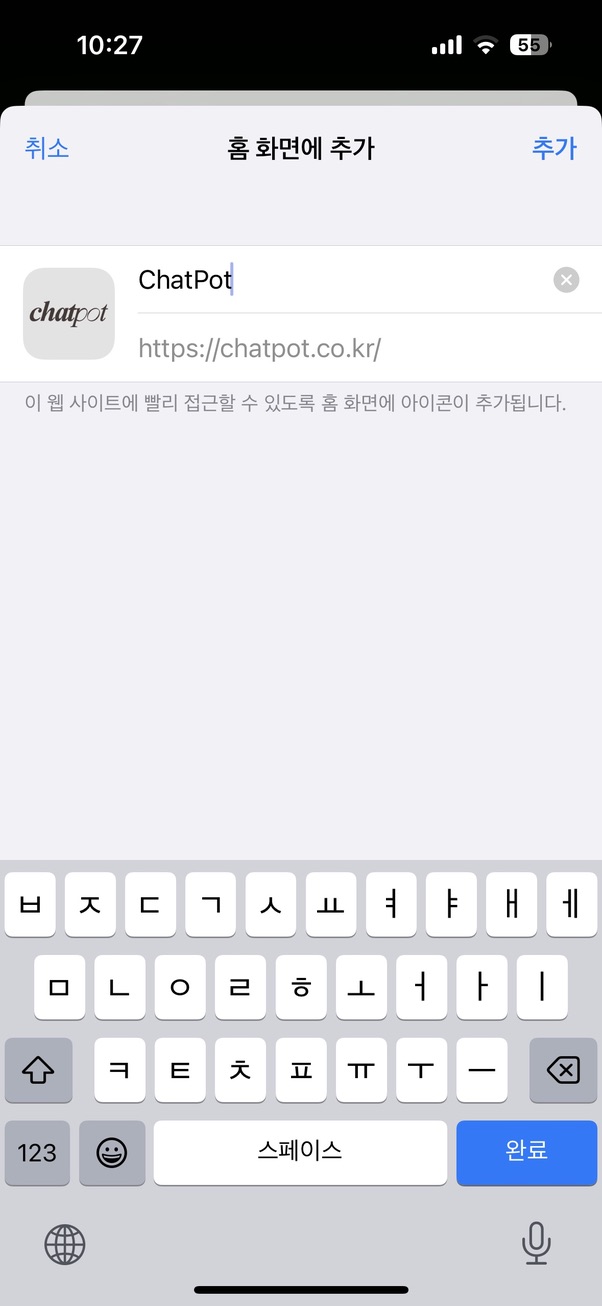 10:27
55
취소
홈 화면에 추가
추가
chatpot
ChatPot
https://chatpot.co.kr/
이 웹 사이트에 빨리 접근할 수 있도록 홈 화면에 아이콘이 추가됩니다.
ㅂ ㅈ ㄷ ㄱ ㅅ ㅛ ㅕ ㅑ ㅐ ㅔ
ㅁ ㄴ ㅇ ㄹ ㅎ ㅗ ㅓ ㅏ ㅣ
ㅋ ㅌ ㅊ ㅍ ㅠ ㅜ ㅡ
123
스페이스
완료